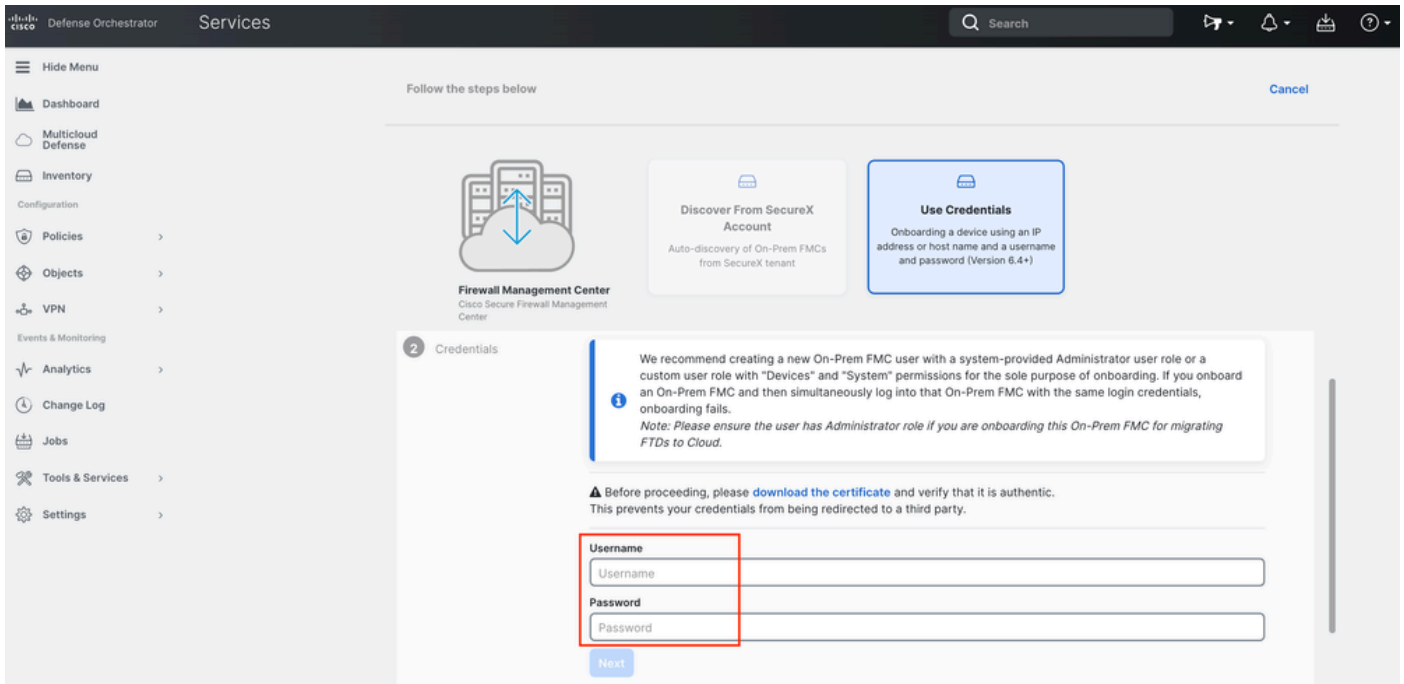 cisco Defense Orchestrator Services
Search
Hide Menu
Dashboard
Multicloud
Defense
Inventory
Configuration
Policies
Objects
VPN
Events & Monitoring
Analytics
Change Log
Jobs
Tools & Services
Settings
Follow the steps below
Cancel
Firewall Management Center
Cisco Secure Firewall Management
Center
Discover From SecureX
Account
Auto-discovery of On-Prem FMCs
from SecureX tenant
Use Credentials
Onboarding a device using an IP
address or host name and a username
and password (Version 6.4+)
2 Credentials
We recommend creating a new On-Prem FMC user with a system-provided Administrator user role or a
custom user role with "Devices" and "System" permissions for the sole purpose of onboarding. If you onboard
an On-Prem FMC and then simultaneously log into that On-Prem FMC with the same login credentials,
onboarding fails.
Note: Please ensure the user has Administrator role if you are onboarding this On-Prem FMC for migrating
FTDs to Cloud.
Before proceeding, please download the certificate and verify that it is authentic.
This prevents your credentials from being redirected to a third party.
Username
Username
Password
Password
Next